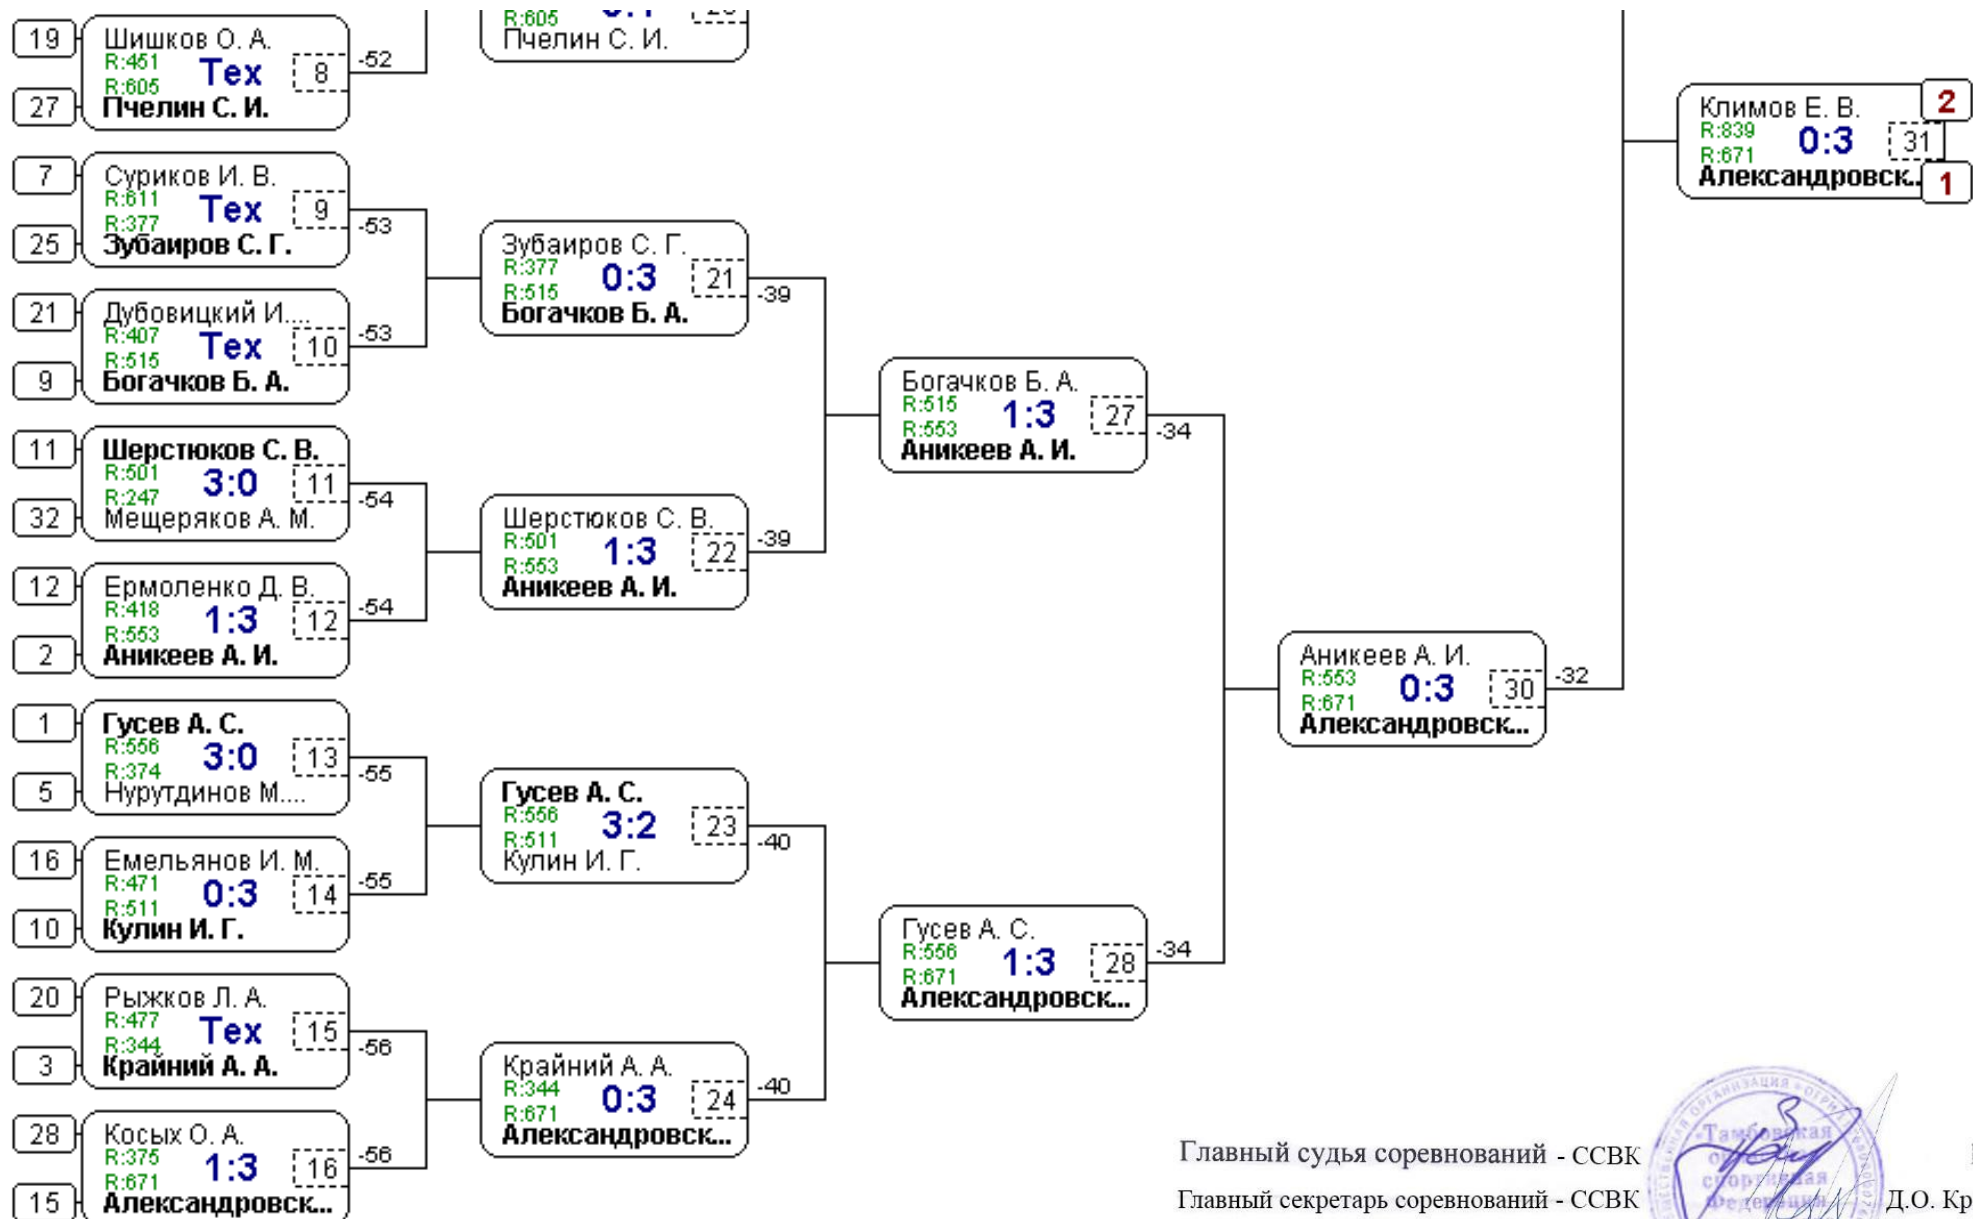 19
Шишков О. А.
R:451
Тех
8
-52
R:605
27
Пчелин С. И.
R:605
Пчелин С. И.
7
Суриков И. В.
R:611
Тех
9
-53
R:377
25
Зубаиров С. Г.
21
Дубовицкий И....
R:407
Тех
10
-53
R:515
9
Богачков Б. А.
11
Шерстюков С. В.
R:501
3:0
11
-54
R:247
32
Мещеряков А. М.
12
Ермоленко Д. В.
R:418
1:3
12
-54
R:553
2
Аникеев А. И.
1
Гусев А. С.
R:556
3:0
13
-55
R:374
5
Нурутдинов М....
16
Емельянов И. М.
R:471
0:3
14
-55
R:511
10
Кулин И. Г.
20
Рыжков Л. А.
R:477
Тех
15
-56
R:344
3
Крайний А. А.
28
Косых О. А.
R:375
1:3
16
-56
R:671
15
Александровск...
Зубаиров С. Г.
R:377
0:3
21
-39
R:515
Богачков Б. А.
Шерстюков С. В.
R:501
1:3
22
-39
R:553
Аникеев А. И.
Гусев А. С.
R:556
3:2
23
-40
R:511
Кулин И. Г.
Крайний А. А.
R:344
0:3
24
-40
R:671
Александровск...
Богачков Б. А.
R:515
1:3
27
-34
R:553
Аникеев А. И.
Гусев А. С.
R:556
1:3
28
-34
R:671
Александровск...
Аникеев А. И.
R:553
0:3
30
-32
R:671
Александровск...
Климов Е. В.
2
R:839
0:3
31
R:671
Александровск..
1
Главный судья соревнований - ССВК
Главный секретарь соревнований - ССВК
Д.О. Кр
Тамбовская
спортивная
Федерация